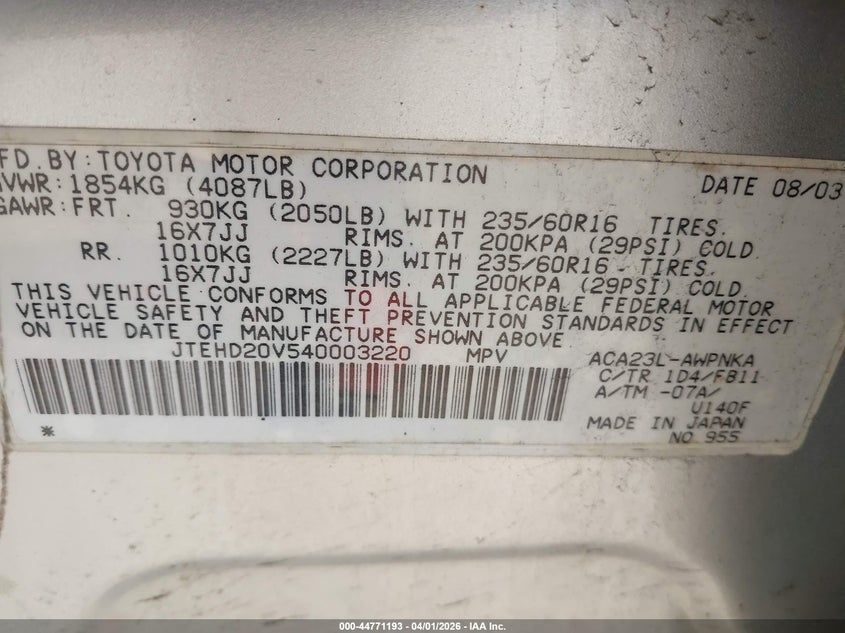 FD. BY: TOYOTA MOTOR CORPORATION DATE 08/03
VWR: 1854KG (4087LB)
GAWR: FRT. 930KG (2050LB) WITH 235/60R16 TIRES.
16X7JJ RIMS. AT 200KPA (29PSI) COLD.
RR. 1010KG (2227LB) WITH 235/60R16 TIRES.
16X7JJ RIMS. AT 200KPA (29PSI) COLD.
THIS VEHICLE CONFORMS TO ALL APPLICABLE FEDERAL MOTOR
VEHICLE SAFETY AND THEFT PREVENTION STANDARDS IN EFFECT
ON THE DATE OF MANUFACTURE SHOWN ABOVE.
JTEHD20V540003220 MPV ACA23L-AWPNKA
C/TR 1D4/FB11
A/TM -07A/
U140F
MADE IN JAPAN
NO 955
*
000-44771193 | 04/01/2026 | IAA Inc.